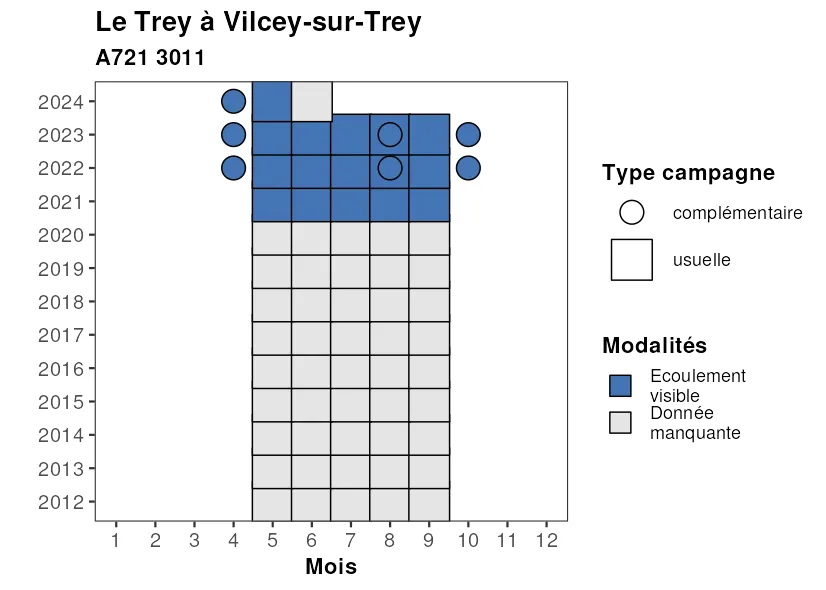 Le Trey à Vilcey-sur-Trey
A721 3011
2024
2023
2022
2021
2020
2019
2018
2017
2016
2015
2014
2013
2012
1 2 3 4 5 6 7 8 9 10 11 12
Mois
Type campagne
complémentaire
usuelle
Modalités
Ecoulement
visible
Donnée
manquante